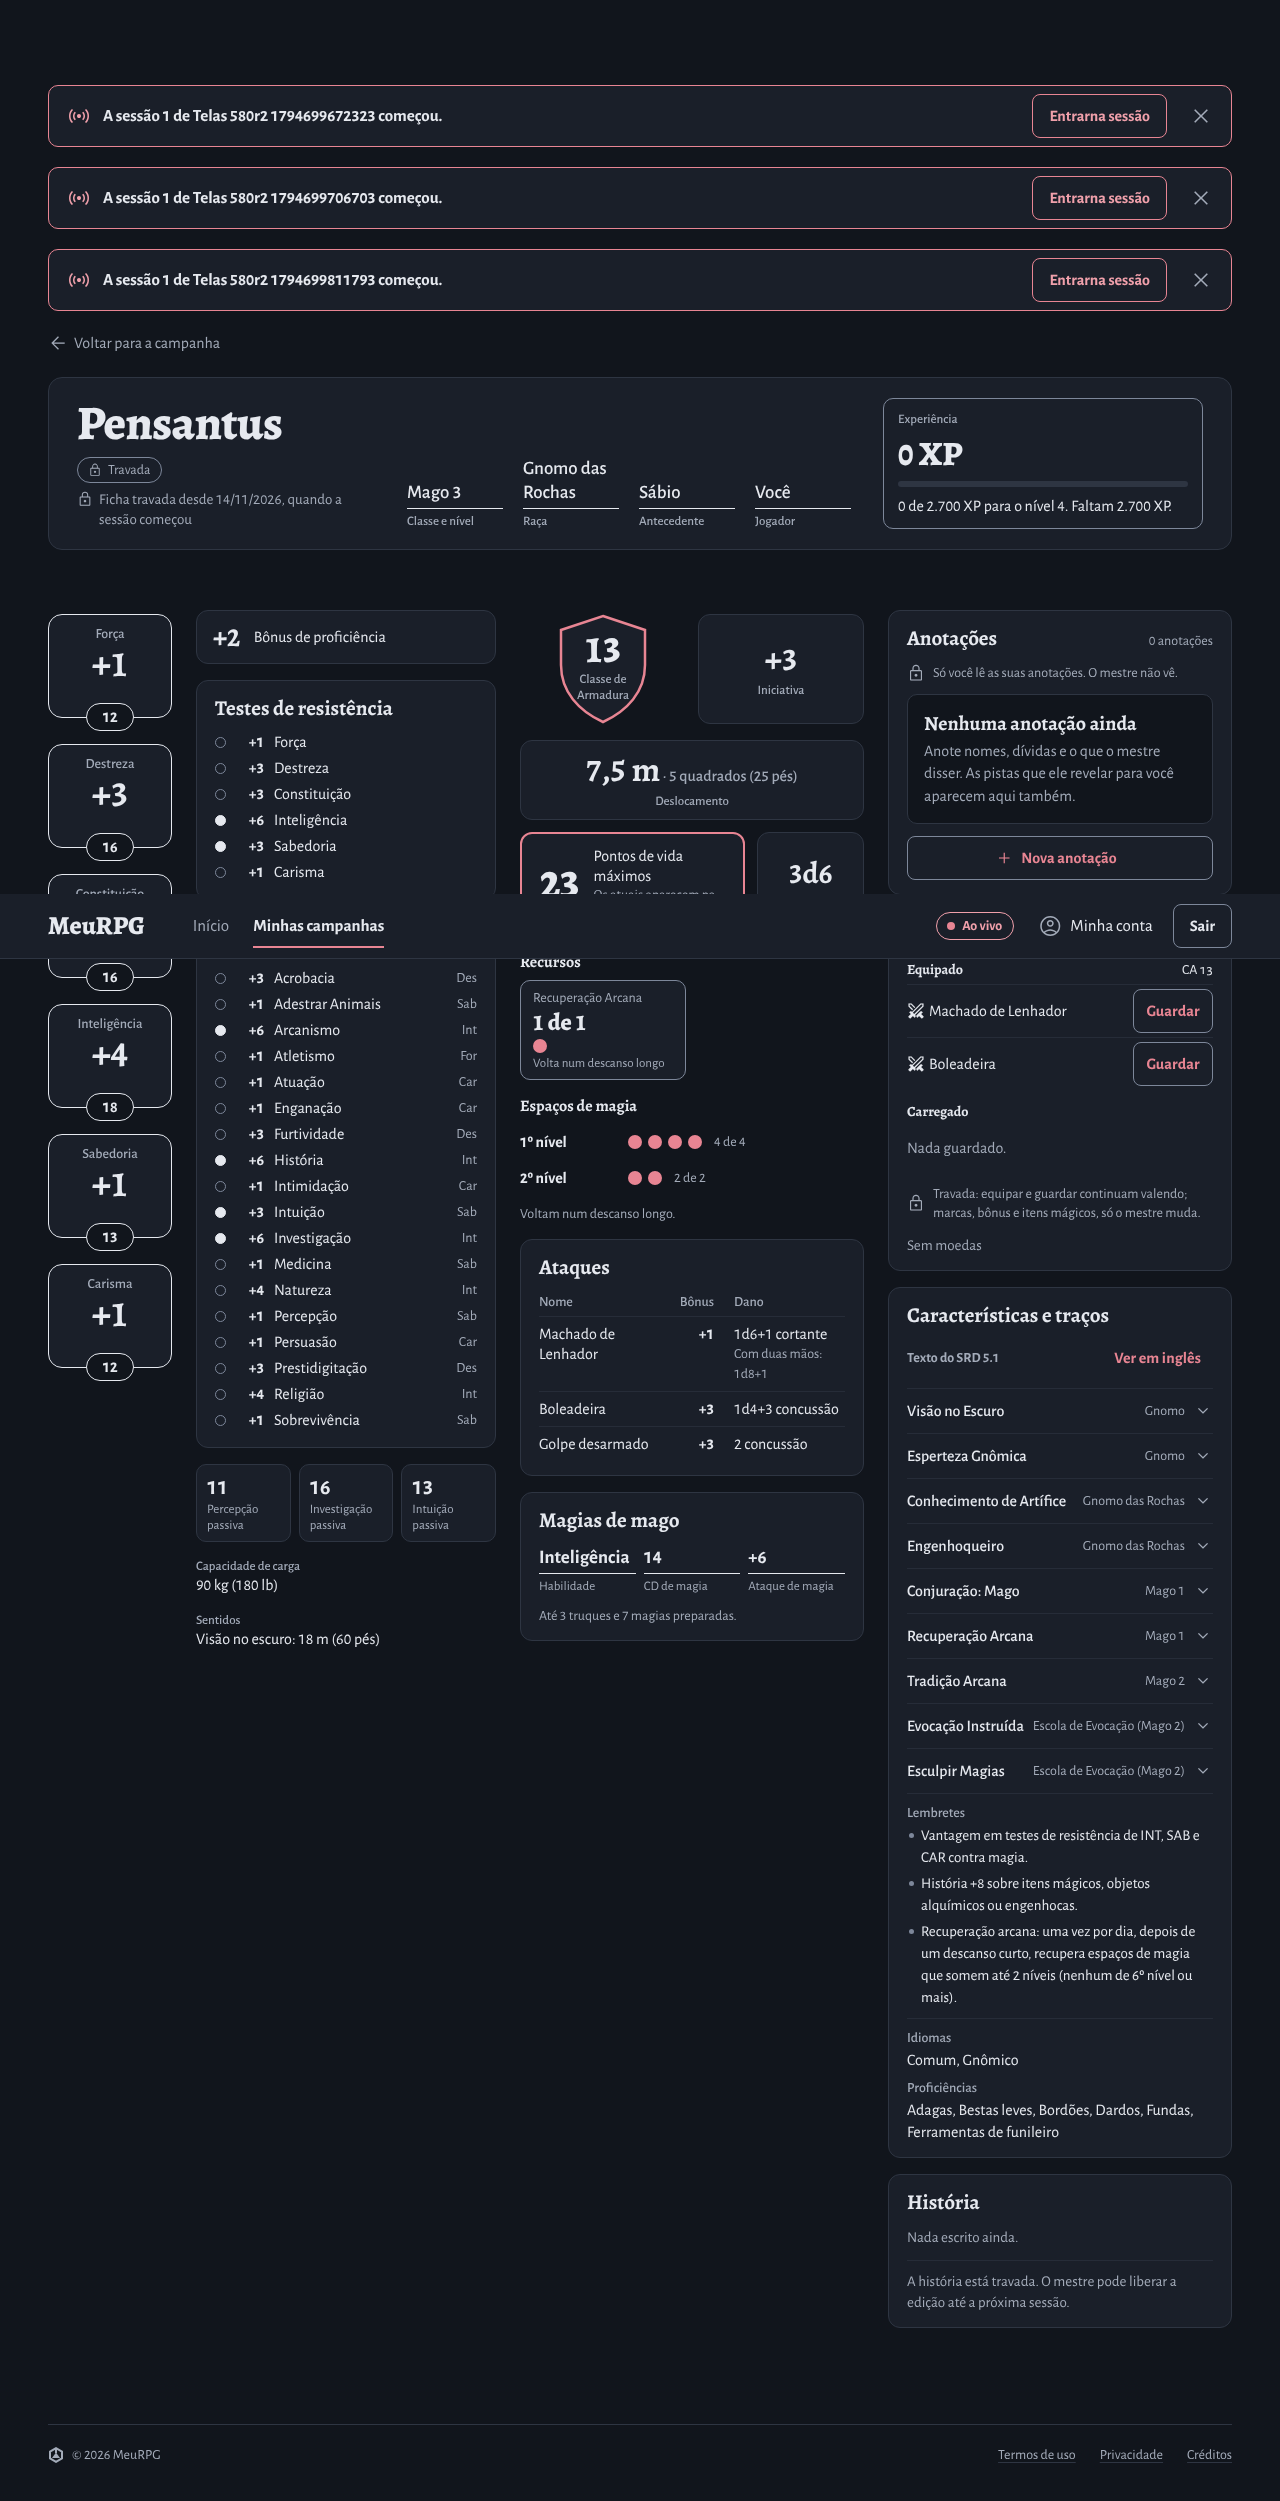 A sessão 1 de Telas 580r2 1794699672323 começou.
Entrarna sessão
A sessão 1 de Telas 580r2 1794699706703 começou.
Entrarna sessão
A sessão 1 de Telas 580r2 1794699811793 começou.
Entrarna sessão
Voltar para a campanha
Pensantus
Travada
Ficha travada desde 14/11/2026, quando a
sessão começou
Mago 3
Classe e nível
Gnomo das
Rochas
Raça
Sábio
Antecedente
Você
Jogador
Experiência
0 XP
0 de 2.700 XP para o nível 4. Faltam 2.700 XP.
Força
+1
12
Destreza
+3
16
Constituição
16
Inteligência
+4
18
Sabedoria
+1
13
Carisma
+1
12
+2 Bônus de proficiência
Testes de resistência
+1 Força
+3 Destreza
+3 Constituição
+6 Inteligência
+3 Sabedoria
+1 Carisma
13
Classe de
Armadura
+3
Iniciativa
7,5 m · 5 quadrados (25 pés)
Deslocamento
23
Pontos de vida
máximos
Os atuais aparecem na
3d6
Anotações
0 anotações
Só você lê as suas anotações. O mestre não vê.
Nenhuma anotação ainda
Anote nomes, dívidas e o que o mestre
disser. As pistas que ele revelar para você
aparecem aqui também.
Nova anotação
MeuRPG
Início
Minhas campanhas
Ao vivo
Minha conta
Sair
+3 Acrobacia Des
+1 Adestrar Animais Sab
+6 Arcanismo Int
+1 Atletismo For
+1 Atuação Car
+1 Enganação Car
+3 Furtividade Des
+6 História Int
+1 Intimidação Car
+3 Intuição Sab
+6 Investigação Int
+1 Medicina Sab
+4 Natureza Int
+1 Percepção Sab
+1 Persuasão Car
+3 Prestidigitação Des
+4 Religião Int
+1 Sobrevivência Sab
11
Percepção
passiva
16
Investigação
passiva
13
Intuição
passiva
Capacidade de carga
90 kg (180 lb)
Sentidos
Visão no escuro: 18 m (60 pés)
Recursos
Recuperação Arcana
1 de 1
Volta num descanso longo
Espaços de magia
1º nível 4 de 4
2º nível 2 de 2
Voltam num descanso longo.
Ataques
Nome Bônus Dano
Machado de
Lenhador
+1
1d6+1 cortante
Com duas mãos:
1d8+1
Boleadeira +3 1d4+3 concussão
Golpe desarmado +3 2 concussão
Magias de mago
Inteligência
Habilidade
14
CD de magia
+6
Ataque de magia
Até 3 truques e 7 magias preparadas.
Equipado CA 13
Machado de Lenhador Guardar
Boleadeira Guardar
Carregado
Nada guardado.
Travada: equipar e guardar continuam valendo;
marcas, bônus e itens mágicos, só o mestre muda.
Sem moedas
Características e traços
Texto do SRD 5.1 Ver em inglês
Visão no Escuro Gnomo
Esperteza Gnômica Gnomo
Conhecimento de Artífice Gnomo das Rochas
Engenhoqueiro Gnomo das Rochas
Conjuração: Mago Mago 1
Recuperação Arcana Mago 1
Tradição Arcana Mago 2
Evocação Instruída Escola de Evocação (Mago 2)
Esculpir Magias Escola de Evocação (Mago 2)
Lembretes
Vantagem em testes de resistência de INT, SAB e
CAR contra magia.
História +8 sobre itens mágicos, objetos
alquímicos ou engenhocas.
Recuperação arcana: uma vez por dia, depois de
um descanso curto, recupera espaços de magia
que somem até 2 níveis (nenhum de 6º nível ou
mais).
Idiomas
Comum, Gnômico
Proficiências
Adagas, Bestas leves, Bordões, Dardos, Fundas,
Ferramentas de funileiro
História
Nada escrito ainda.
A história está travada. O mestre pode liberar a
edição até a próxima sessão.
© 2026 MeuRPG
Termos de uso
Privacidade
Créditos